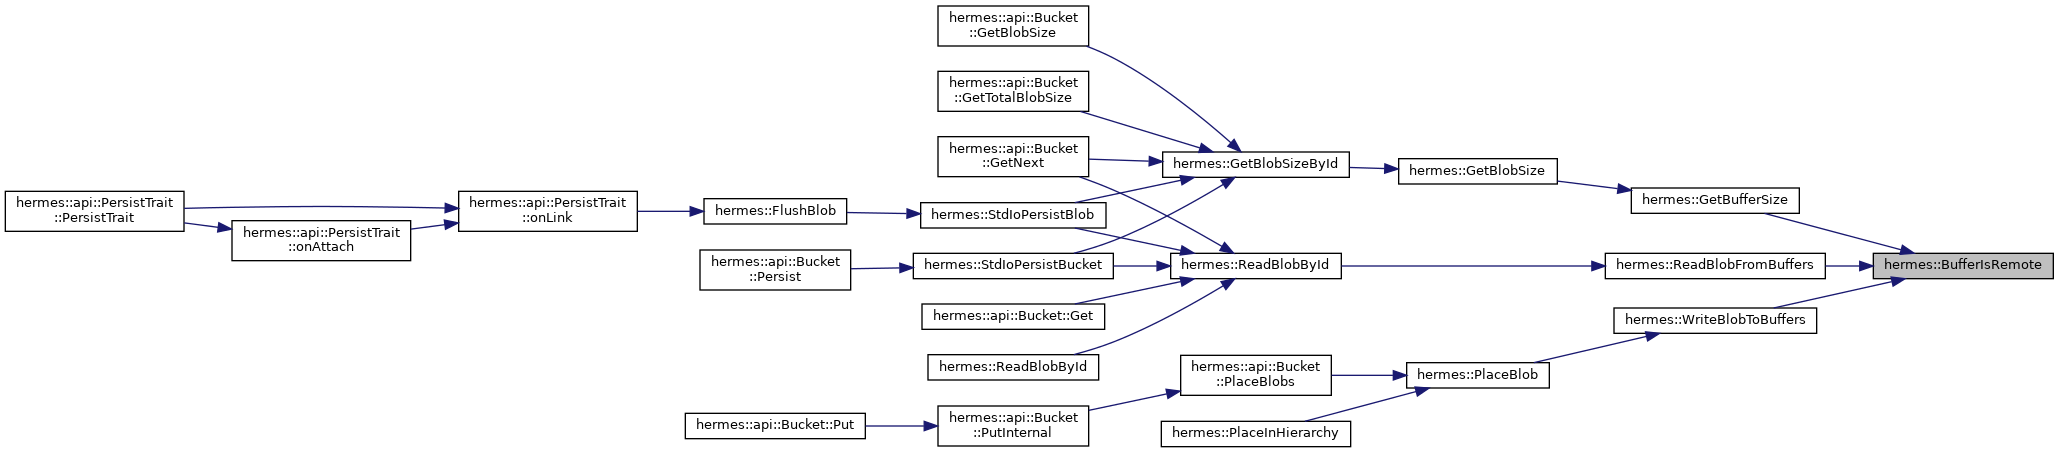 hermes::api::Bucket
::GetBlobSize
hermes::api::Bucket
::GetTotalBlobSize
hermes::api::Bucket
::GetNext
hermes::GetBlobSizeById
hermes::GetBlobSize
hermes::GetBufferSize
hermes::api::PersistTrait
::PersistTrait
hermes::api::PersistTrait
::onAttach
hermes::api::PersistTrait
::onLink
hermes::FlushBlob
hermes::StdIoPersistBlob
hermes::api::Bucket
::Persist
hermes::StdIoPersistBucket
hermes::ReadBlobById
hermes::ReadBlobFromBuffers
hermes::BufferIsRemote
hermes::api::Bucket::Get
hermes::WriteBlobToBuffers
hermes::ReadBlobById
hermes::api::Bucket
::PlaceBlobs
hermes::PlaceBlob
hermes::api::Bucket::Put
hermes::api::Bucket
::PutInternal
hermes::PlaceInHierarchy